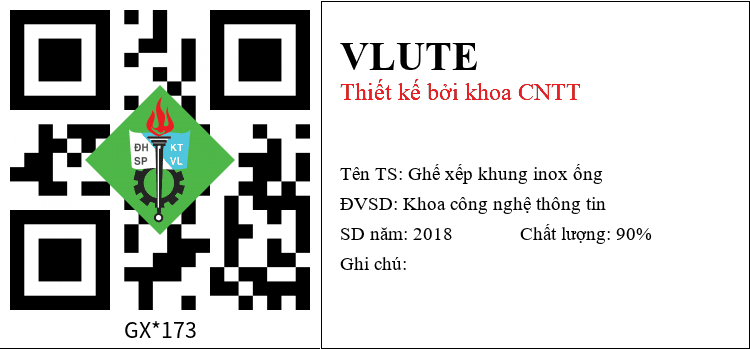 ĐH KT
SP VL
GX*173
VLUTE
Thiết kế bởi khoa CNTT
Tên TS: Ghế xếp khung inox ống
ĐVSD: Khoa công nghệ thông tin
SD năm: 2018 Chất lượng: 90%
Ghi chú: